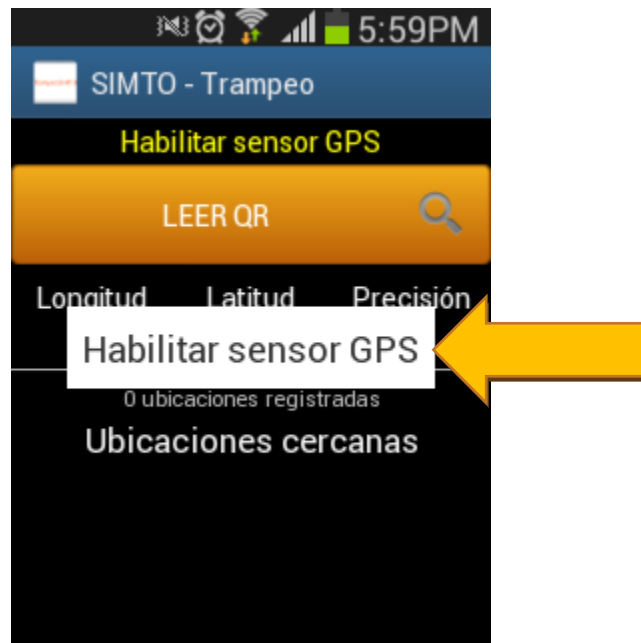 5:59PM
SIMTO - Trampeo
Habilitar sensor GPS
LEER QR
Longitud Latitud Precisión
Habilitar sensor GPS
0 ubicaciones registradas
Ubicaciones cercanas